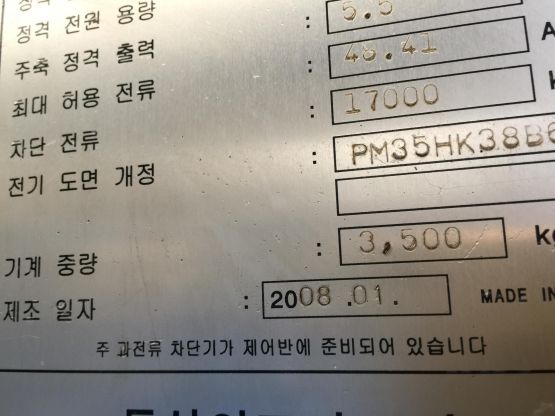 정격 전원 용량 : 5.5
주축 정격 출력 : 48.41 A
최대 허용 전류 : 17000
차단 전류 : PM35HK38B6
전기 도면 개정
기계 중량 : 3,500 kg
제조 일자 : 2008.01. MADE IN
주 과전류 차단기가 제어반에 준비되어 있습니다